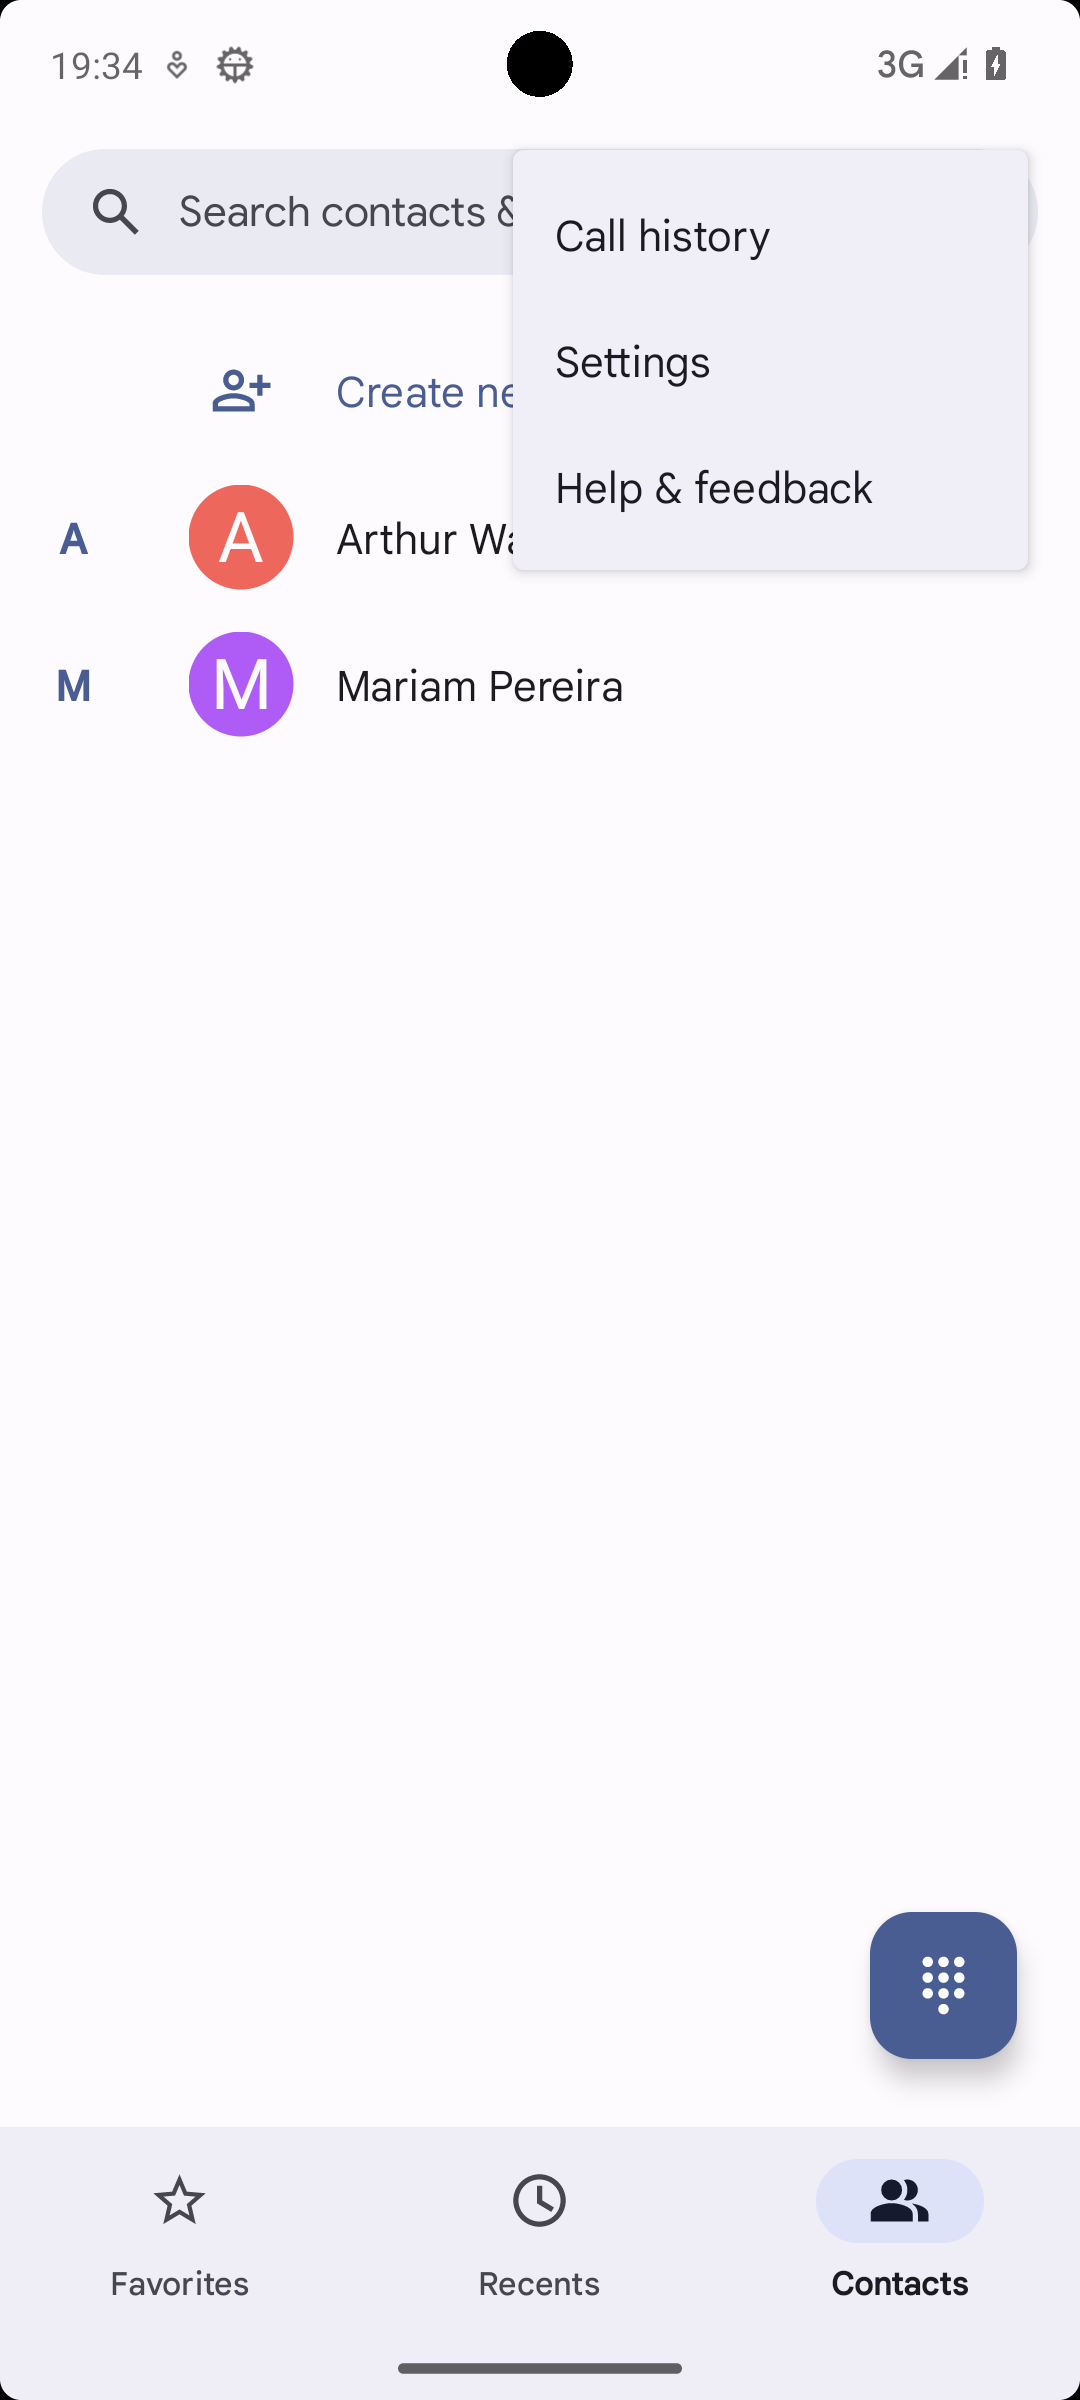 19:34
3G
Search contacts &
Call history
Settings
Help & feedback
Create ne
A
A
Arthur Wa
M
M
Mariam Pereira
Favorites
Recents
Contacts